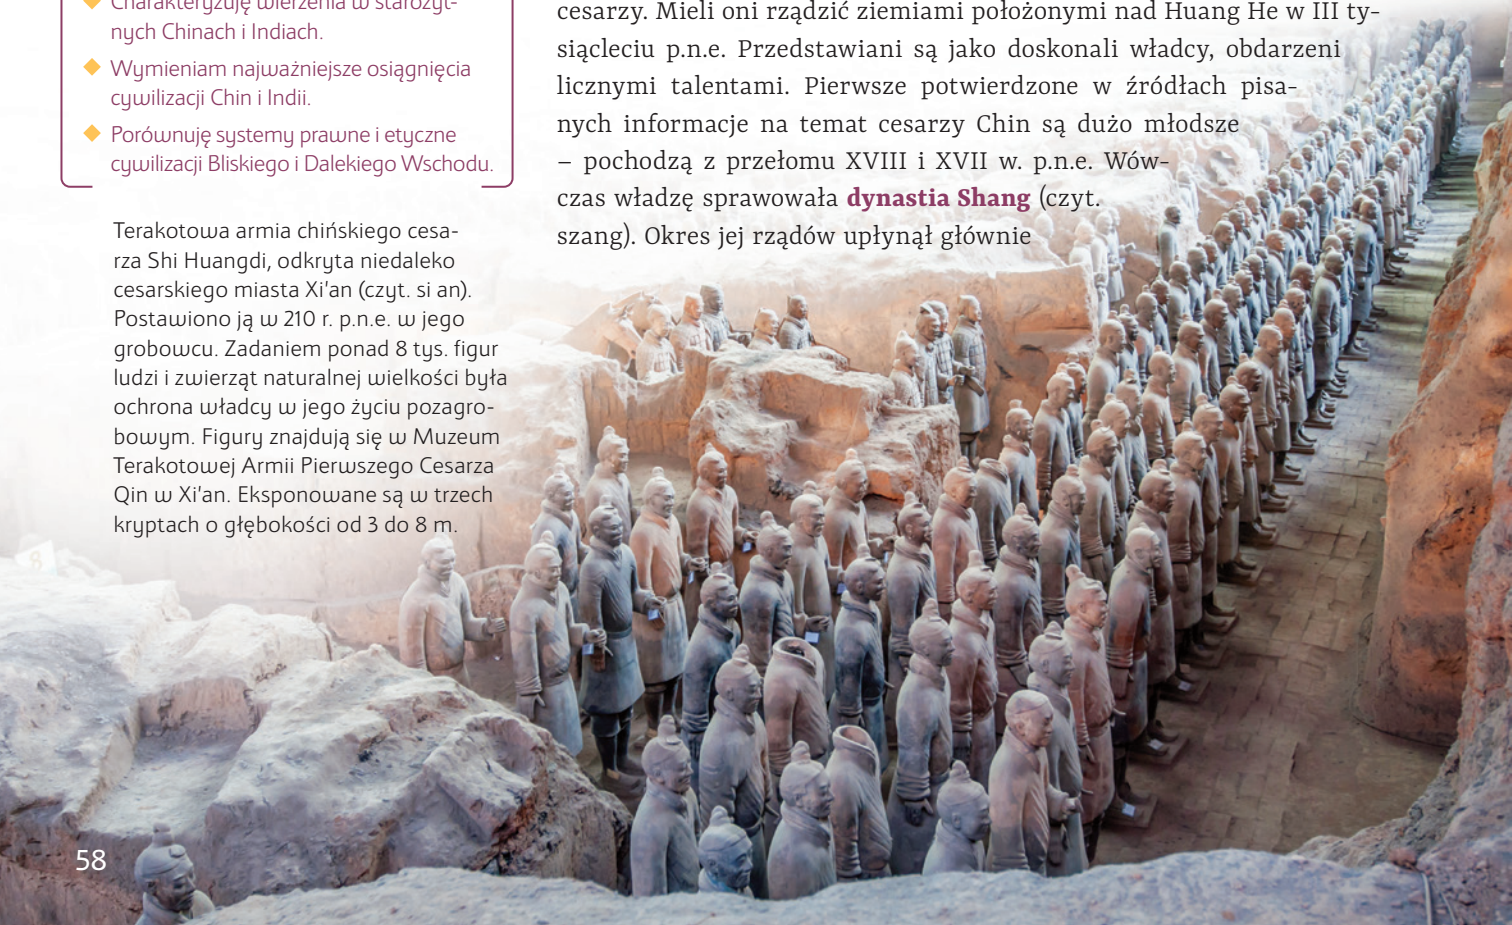 Charakteryzuję wierzenia w starożyt-
nych Chinach i Indiach.
Wymieniam najważniejsze osiągnięcia
cywilizacji Chin i Indii.
Porównuję systemy prawne i etyczne
cywilizacji Bliskiego i Dalekiego Wschodu.
Terakotowa armia chińskiego cesa-
rza Shi Huangdi, odkryta niedaleko
cesarskiego miasta Xi'an (czyt. si an).
Postawiono ją w 210 r. p.n.e. w jego
grobowcu. Zadaniem ponad 8 tys. figur
ludzi i zwierząt naturalnej wielkości była
ochrona władcy w jego życiu pozagro-
bowym. Figury znajdują się w Muzeum
Terakotowej Armii Pierwszego Cesarza
Qin w Xi'an. Eksponowane są w trzech
kryptach o głębokości od 3 do 8 m.
cesarzy. Mieli oni rządzić ziemiami położonymi nad Huang He w III ty-
siącleciu p.n.e. Przedstawiani są jako doskonali władcy, obdarzeni
licznymi talentami. Pierwsze potwierdzone w źródłach pisa-
nych informacje na temat cesarzy Chin są dużo młodsze
– pochodzą z przełomu XVIII i XVII w. p.n.e. Wów-
czas władzę sprawowała dynastia Shang (czyt.
szang). Okres jej rządów upłynął głównie
8
58